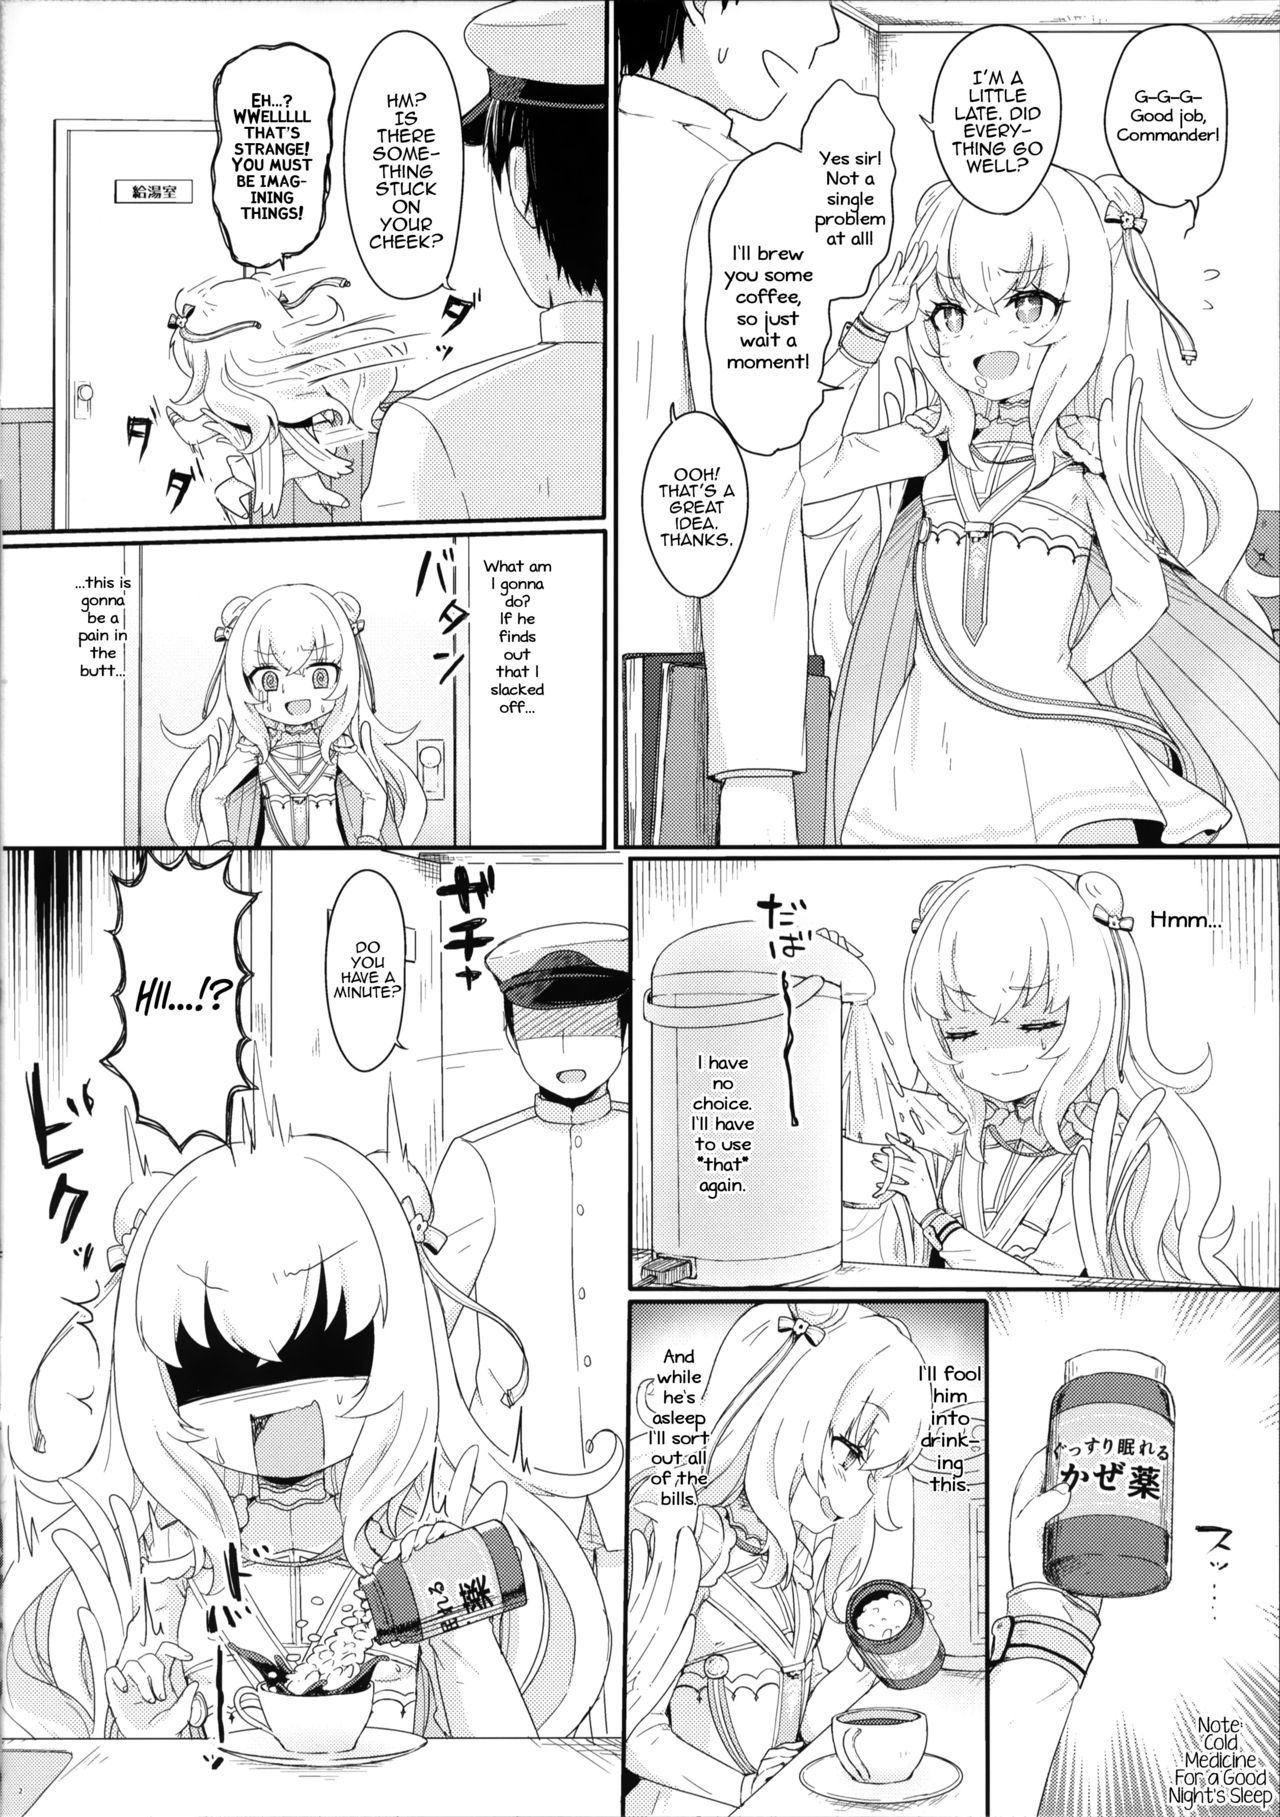 G-G-G-
Good job,
Commander!
I'M A
LITTLE
LATE. DID
EVERY-
THING GO
WELL?
Yes sir!
Not a
single
problem
at all!
I'll brew
you some
coffee,
so just
wait a
moment!
OOH!
THAT'S A
GREAT
IDEA.
THANKS.
HM?
IS
THERE
SOME-
THING
STUCK
ON
YOUR
CHEEK?
EH...?
WWELLLLL
THAT'S
STRANGE!
YOU MUST
BE IMAG-
INING
THINGS!
給湯室
ダ
ダ
ダ
バタン
What am
I gonna
do?
If he
finds
out
that I
slacked
off...
...this is
gonna
be a
pain in
the
butt...
Hmm...
だばーっ
I have
no
choice.
I'll have
to use
*that*
again.
ぐっすり眠れる
かぜ薬
スッ...
Note:
Cold
Medicine
For a Good
Night's Sleep
I'll fool
him
into
drink-
ing
this.
And
while
he's
asleep
I'll sort
out all
of the
bills.
ガチャ
DO
YOU
HAVE A
MINUTE?
HII....!?
ビクッ
ドド
れる
薬
2